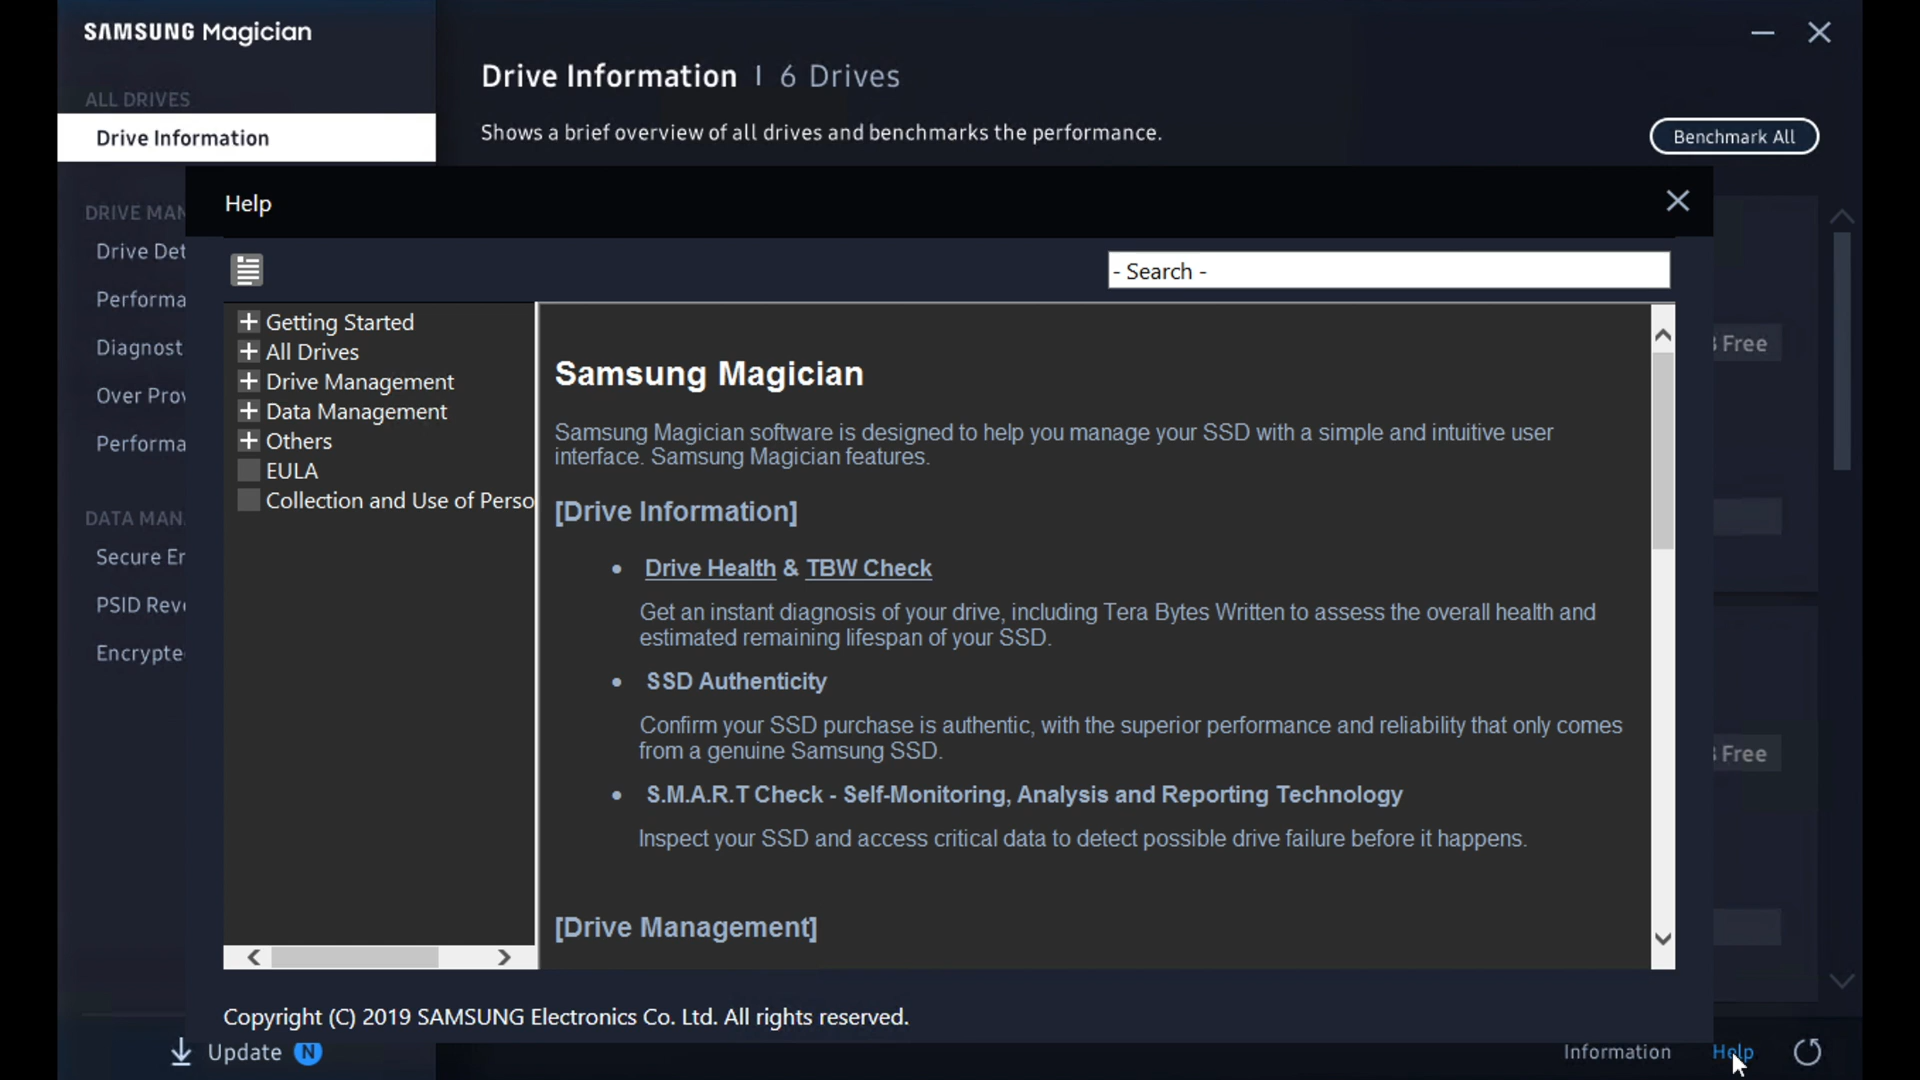 SAMSUNG Magician
ALL DRIVES
Drive Information
Drive Information | 6 Drives
Shows a brief overview of all drives and benchmarks the performance.
Benchmark All
DRIVE MAN
Drive Det
Performa
Diagnost
Over Prov
Performa
DATA MAN
Secure Er
PSID Reve
Encrypte
Help
- Search -
Getting Started
All Drives
Drive Management
Data Management
Others
EULA
Collection and Use of Perso
Samsung Magician
Samsung Magician software is designed to help you manage your SSD with a simple and intuitive user
interface. Samsung Magician features.
[Drive Information]
• Drive Health & TBW Check
Get an instant diagnosis of your drive, including Tera Bytes Written to assess the overall health and
estimated remaining lifespan of your SSD.
• SSD Authenticity
Confirm your SSD purchase is authentic, with the superior performance and reliability that only comes
from a genuine Samsung SSD.
• S.M.A.R.T Check - Self-Monitoring, Analysis and Reporting Technology
Inspect your SSD and access critical data to detect possible drive failure before it happens.
[Drive Management]
Free
Free
Copyright (C) 2019 SAMSUNG Electronics Co. Ltd. All rights reserved.
Update N
Information
Help